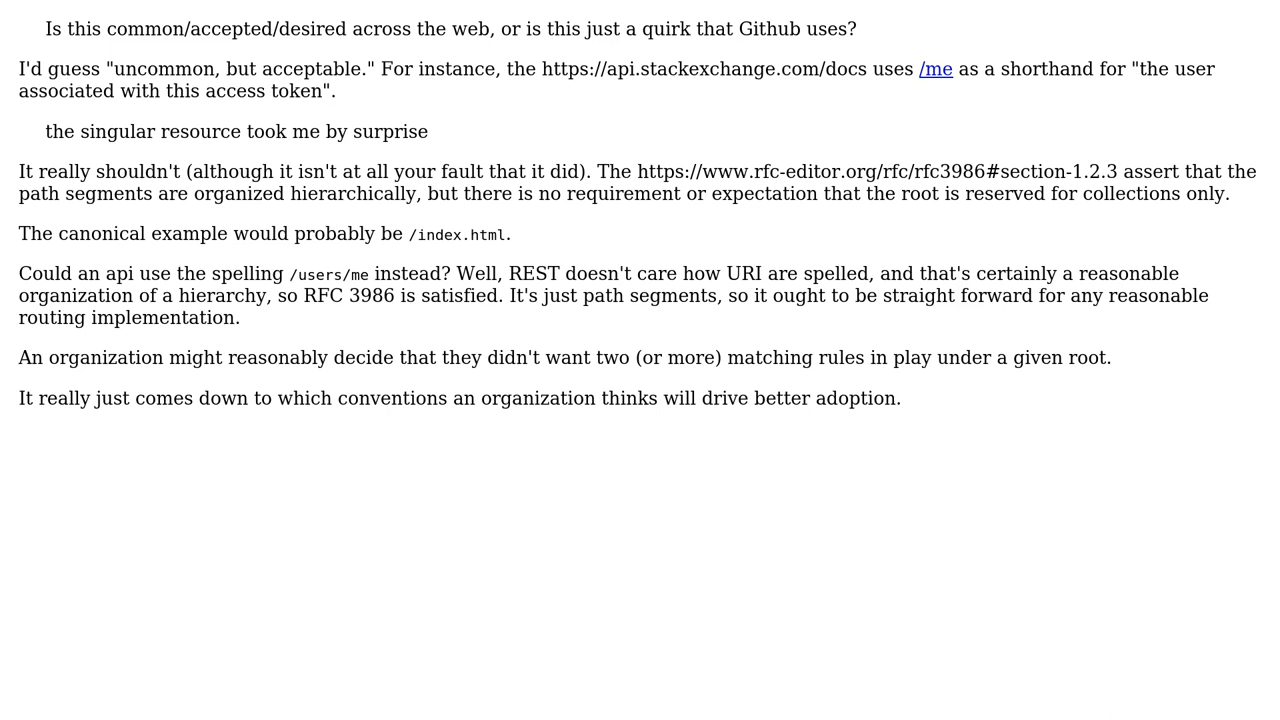 Is this common/accepted/desired across the web, or is this just a quirk that Github uses?
I'd guess "uncommon, but acceptable." For instance, the https://api.stackexchange.com/docs uses /me as a shorthand for "the user
associated with this access token".
the singular resource took me by surprise
It really shouldn't (although it isn't at all your fault that it did). The https://www.rfc-editor.org/rfc/rfc3986#section-1.2.3 assert that the
path segments are organized hierarchically, but there is no requirement or expectation that the root is reserved for collections only.
The canonical example would probably be /index.html.
Could an api use the spelling /users/me instead? Well, REST doesn't care how URI are spelled, and that's certainly a reasonable
organization of a hierarchy, so RFC 3986 is satisfied. It's just path segments, so it ought to be straight forward for any reasonable
routing implementation.
An organization might reasonably decide that they didn't want two (or more) matching rules in play under a given root.
It really just comes down to which conventions an organization thinks will drive better adoption.